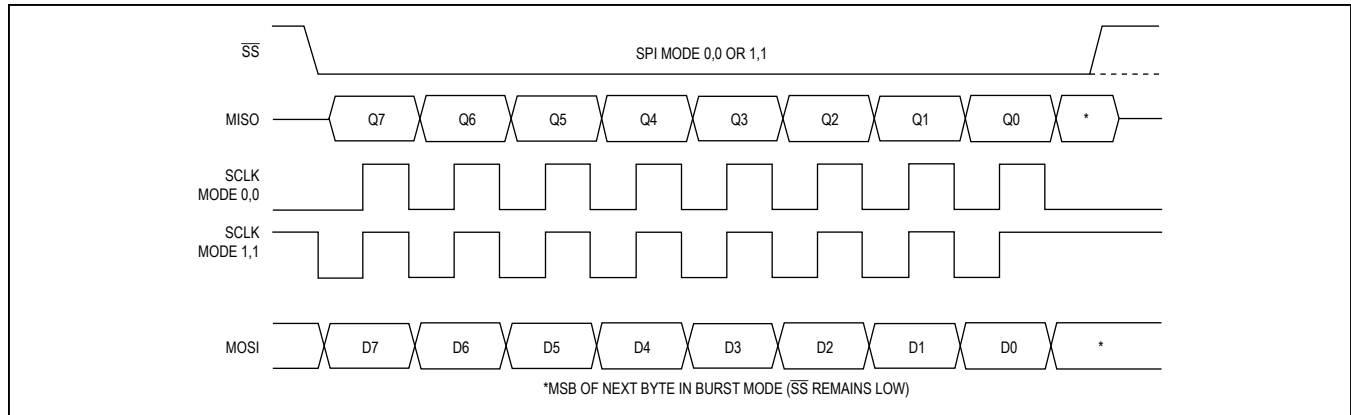 SS SPI MODE 0,0 OR 1,1
MISO Q7 Q6 Q5 Q4 Q3 Q2 Q1 Q0 *
SCLK
MODE 0,0
SCLK
MODE 1,1
MOSI D7 D6 D5 D4 D3 D2 D1 D0 *
*MSB OF NEXT BYTE IN BURST MODE (SS REMAINS LOW)